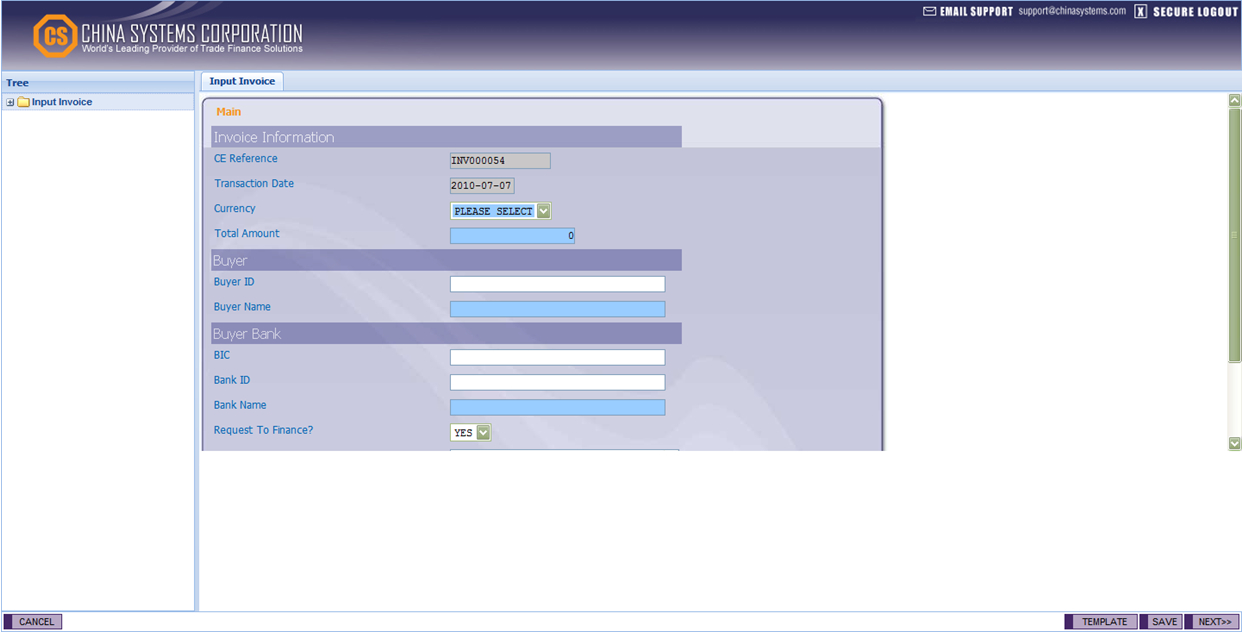 EMAIL SUPPORT support@chinasystems.com X SECURE LOGOUT
CS CHINA SYSTEMS CORPORATION
World's Leading Provider of Trade Finance Solutions
Tree
Input Invoice
Input Invoice
Main
Invoice Information
CE Reference INV000054
Transaction Date 2010-07-07
Currency PLEASE SELECT
Total Amount 0
Buyer
Buyer ID
Buyer Name
Buyer Bank
BIC
Bank ID
Bank Name
Request To Finance? YES
CANCEL TEMPLATE SAVE NEXT>>